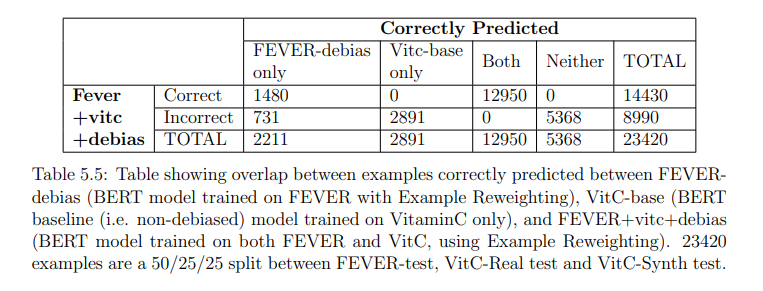 Correctly Predicted
FEVER-debias only Vitc-base only Both Neither TOTAL
Fever +vitc +debias
Correct 1480 0 12950 0 14430
Incorrect 731 2891 0 5368 8990
TOTAL 2211 2891 12950 5368 23420
Table 5.5: Table showing overlap between examples correctly predicted between FEVER-
debias (BERT model trained on FEVER with Example Reweighting), VitC-base (BERT
baseline (i.e. non-debiased) model trained on VitaminC only), and FEVER+vitc+debias
(BERT model trained on both FEVER and VitC, using Example Reweighting). 23420
examples are a 50/25/25 split between FEVER-test, VitC-Real test and VitC-Synth test.